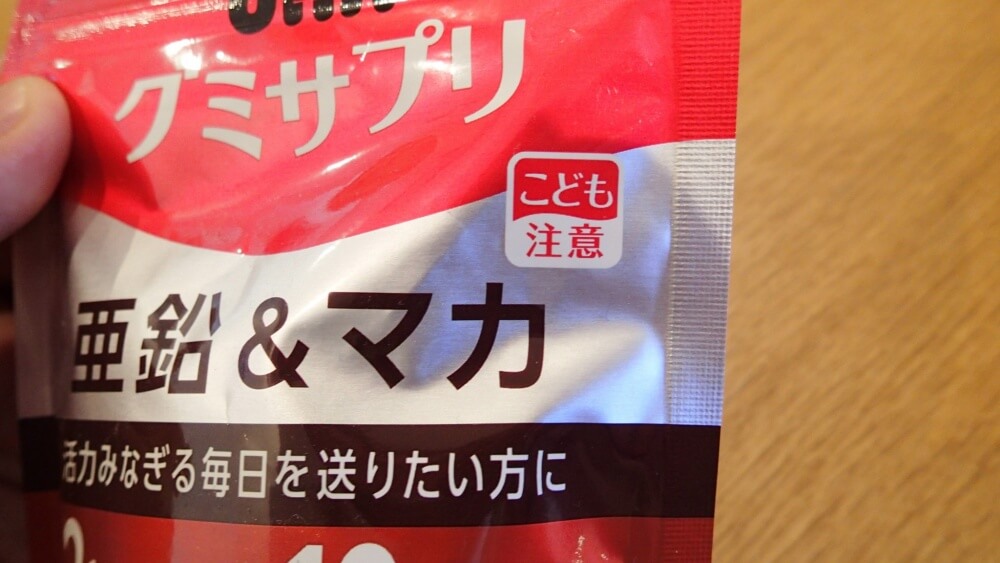 グミサプリ
こども
注意
亜鉛&マカ
活力みなぎる毎日を送りたい方に